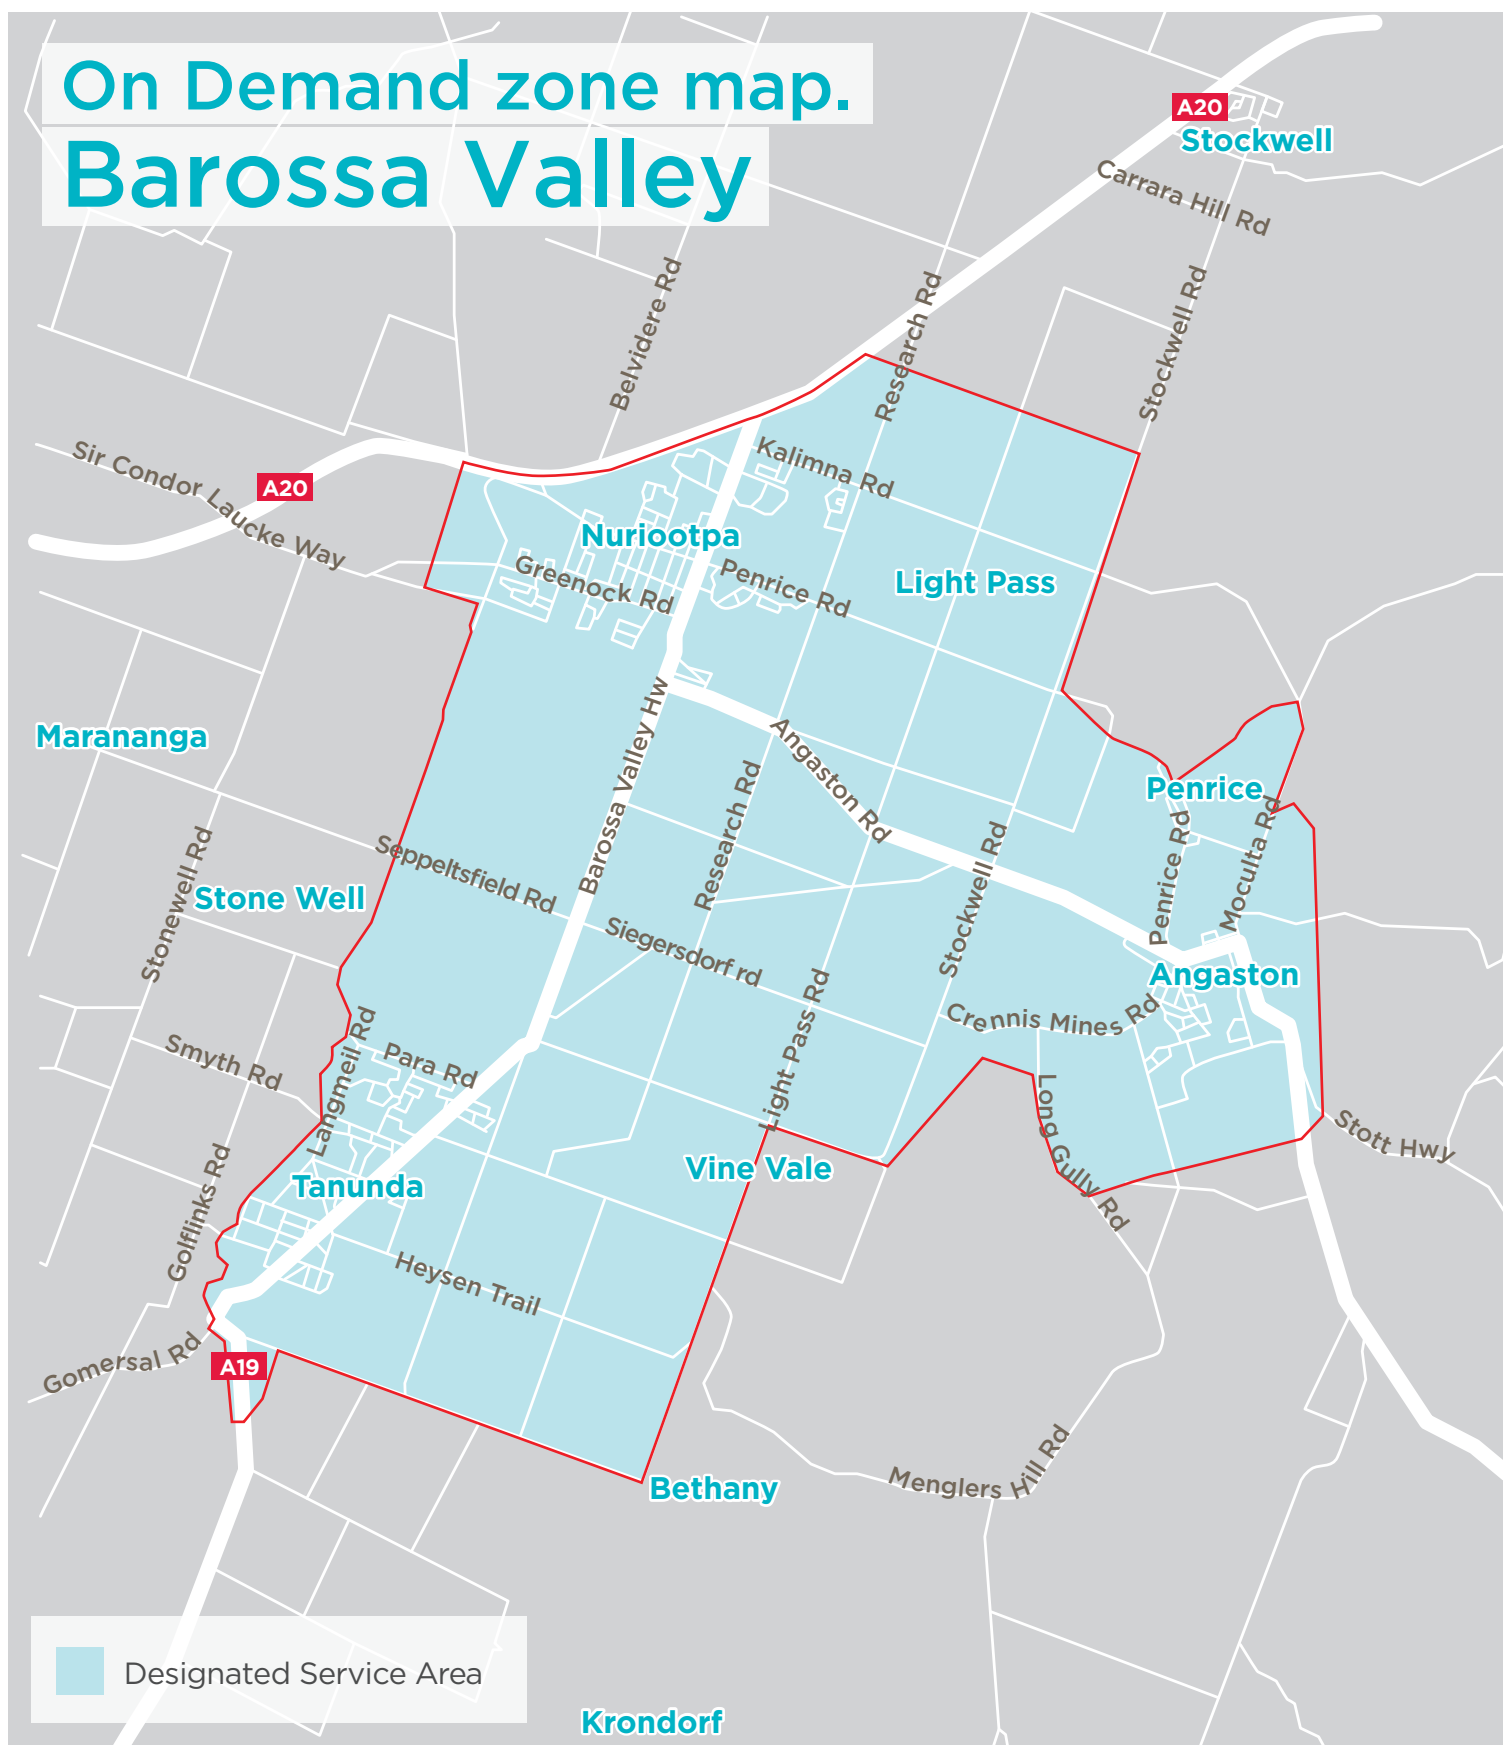 On Demand zone map.
Barossa Valley
A20
Stockwell
Carrara Hill Rd
Belvidere Rd
Research Rd
Stockwell Rd
Sir Condor Laucke Way
A20
Kalimna Rd
Nuriootpa
Greenock Rd
Penrice Rd
Light Pass
Marananga
Barossa Valley Hw
Angaston Rd
Research Rd
Penrice
Penrice Rd
Moculta Rd
Stonewell Rd
Stone Well
Seppeltsfield Rd
Siegersdorf rd
Stockwell Rd
Light Pass Rd
Angaston
Crennis Mines Rd
Smyth Rd
Langmeil Rd
Para Rd
Long Gully Rd
Stott Hwy
Golflinks Rd
Tanunda
Vine Vale
Heysen Trail
Gomersal Rd
A19
Bethany
Menglers Hill Rd
Designated Service Area
Krondorf